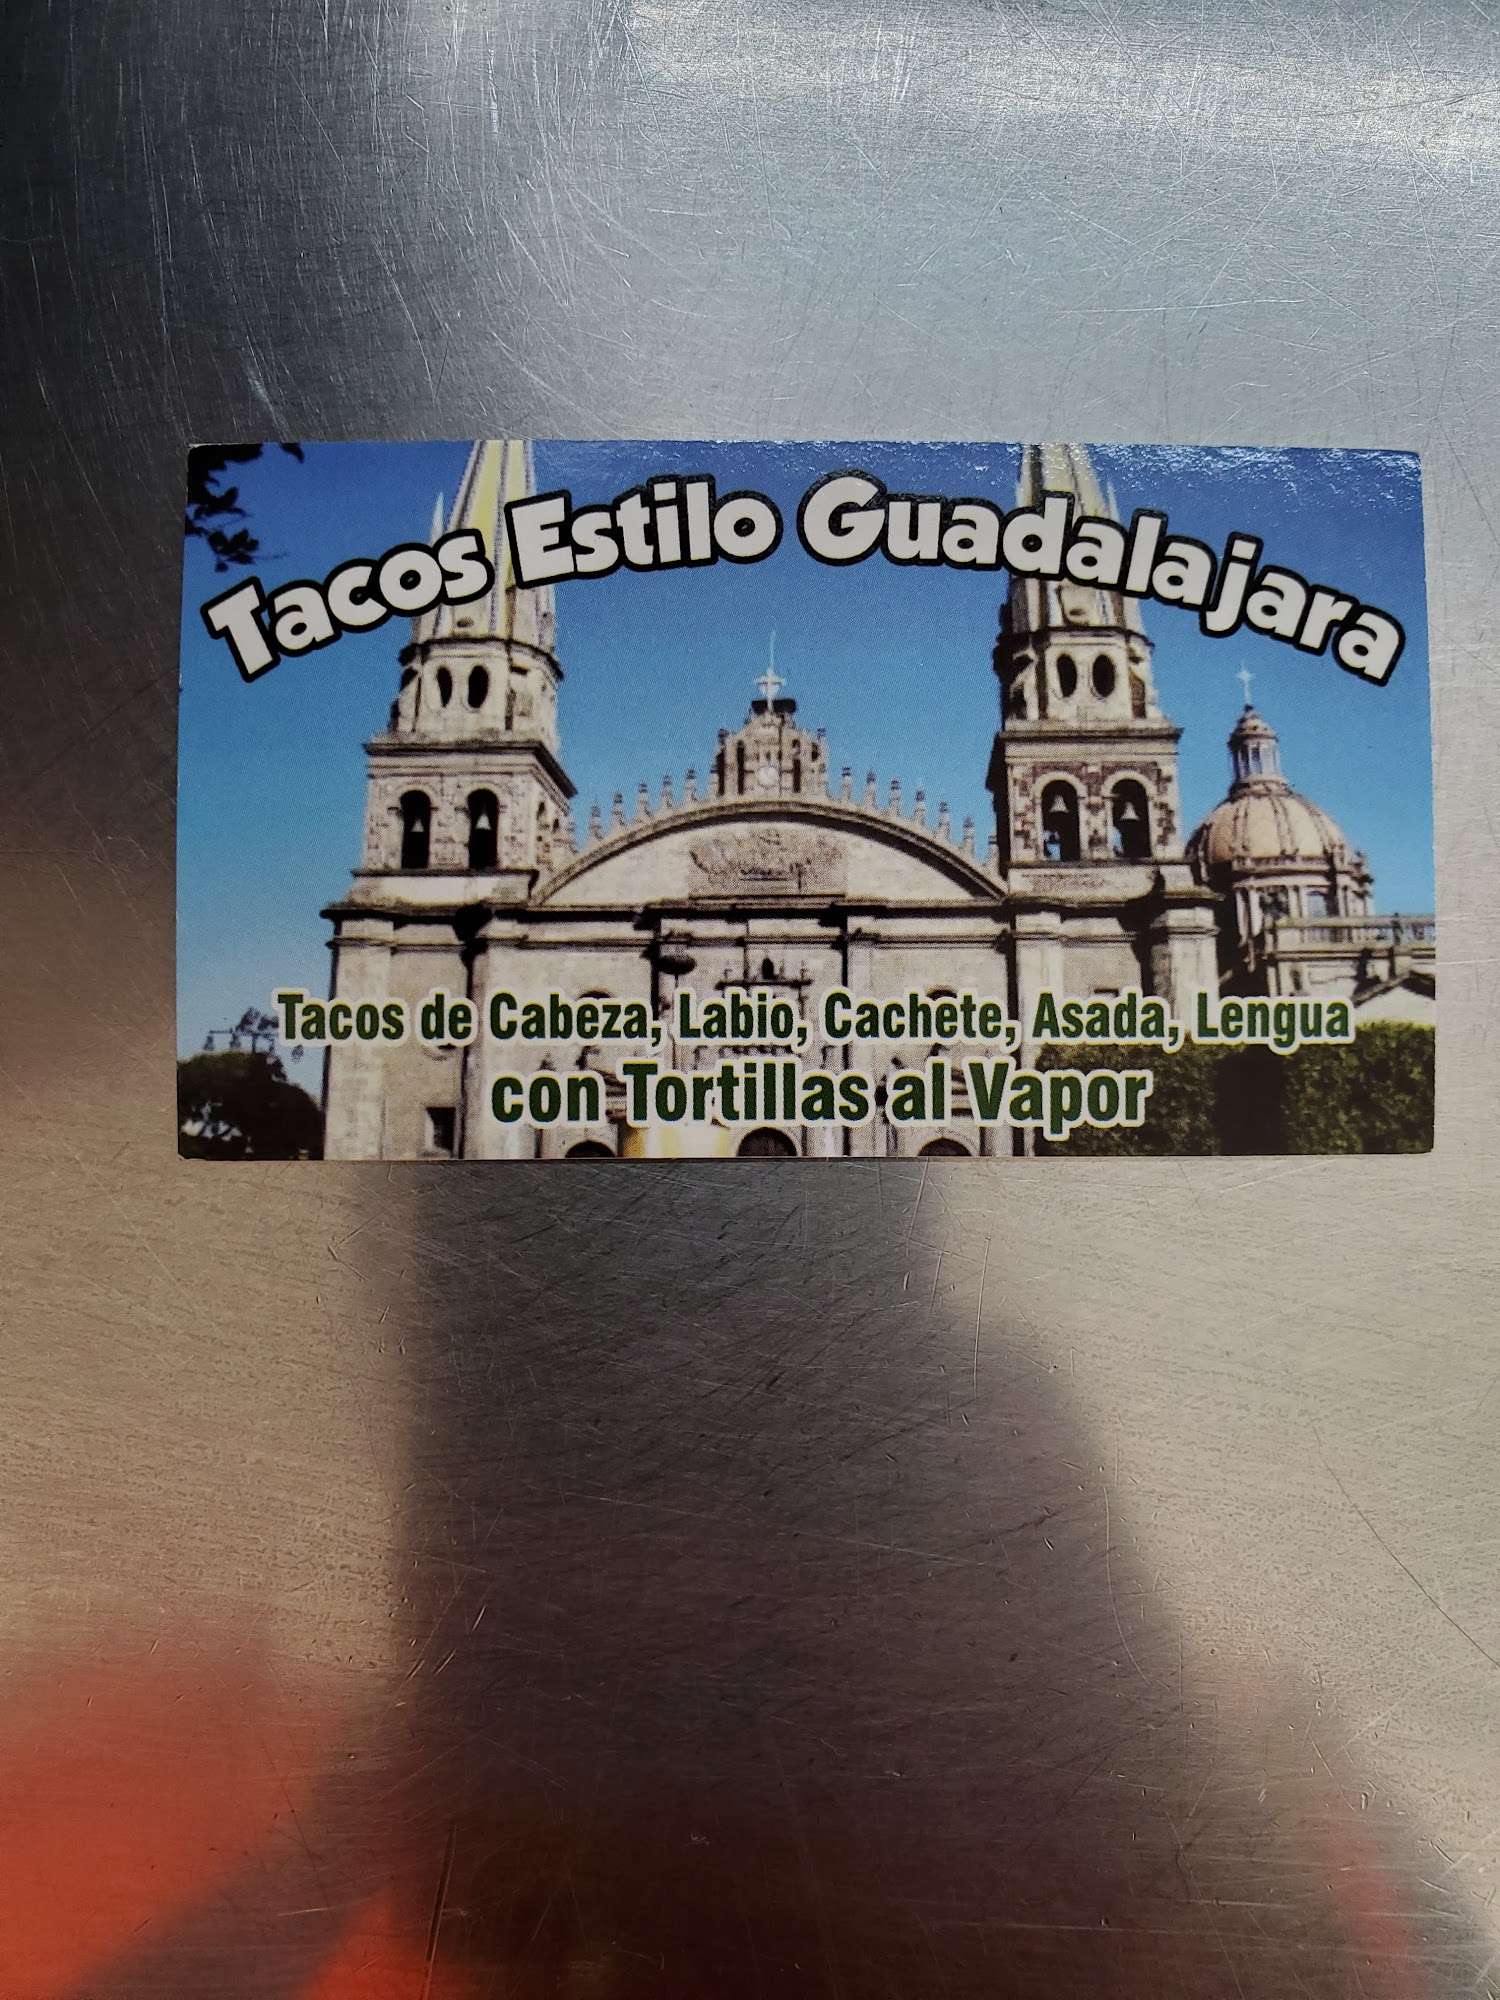 Tacos Estilo Guadalajara
Tacos de Cabeza, Labio, Cachete, Asada, Lengua
con Tortillas al Vapor